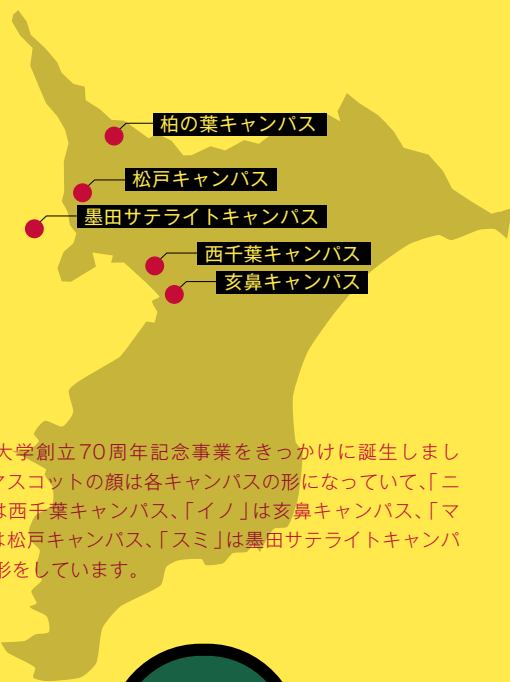 柏の葉キャンパス
松戸キャンパス
墨田サテライトキャンパス
西千葉キャンパス
亥鼻キャンパス
大学創立70周年記念事業をきっかけに誕生しまし
マスコットの顔は各キャンパスの形になっていて、「ニ
は西千葉キャンパス、「イノ」は亥鼻キャンパス、「マ
は松戸キャンパス、「スミ」は墨田サテライトキャンパ
形をしています。